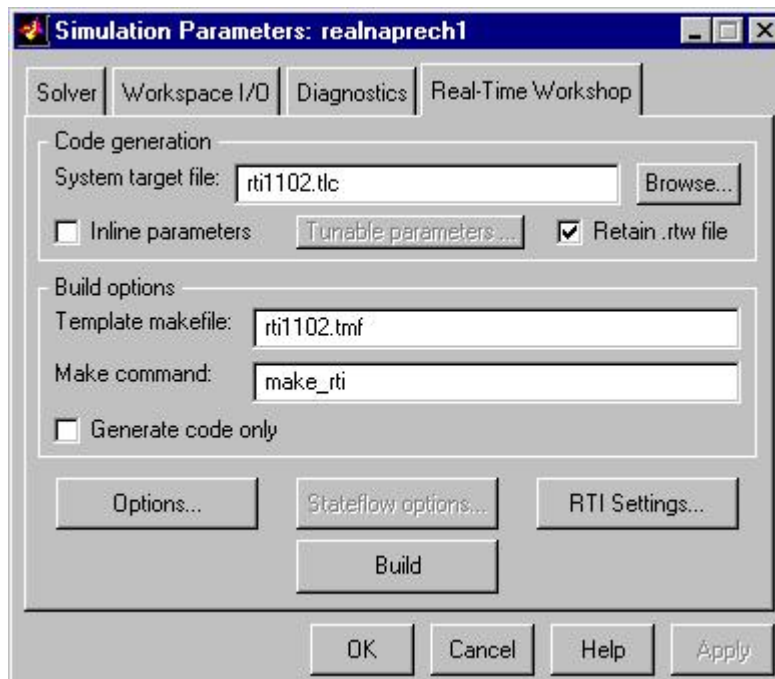 Simulation Parameters: realnaprech1
Solver Workspace I/O Diagnostics Real-Time Workshop
Code generation
System target file: rti1102.tlc Browse...
Inline parameters Tunable parameters ... Retain .rtw file
Build options
Template makefile: rti1102.tmf
Make command: make_rti
Generate code only
Options... Stateflow options... RTI Settings...
Build
OK Cancel Help Apply